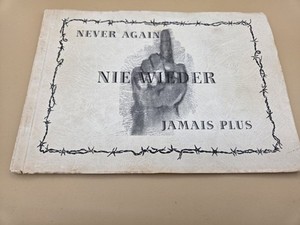 NEVER AGAIN
NIE WIEDER
JAMAIS PLUS